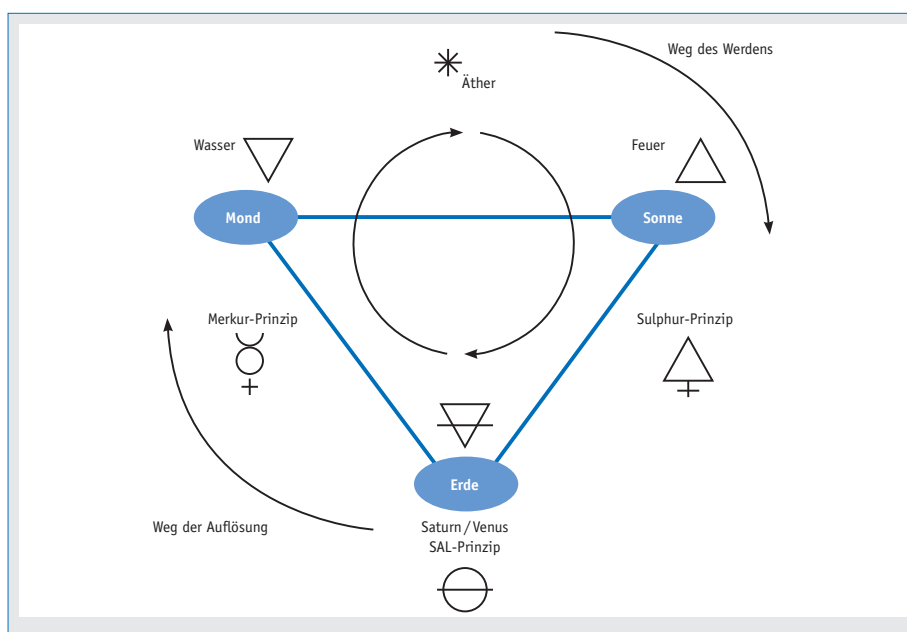 Weg des Werdens
Äther
Wasser
Feuer
Mond
Sonne
Merkur-Prinzip
Sulphur-Prinzip
Erde
Weg der Auflösung
Saturn / Venus
SAL-Prinzip